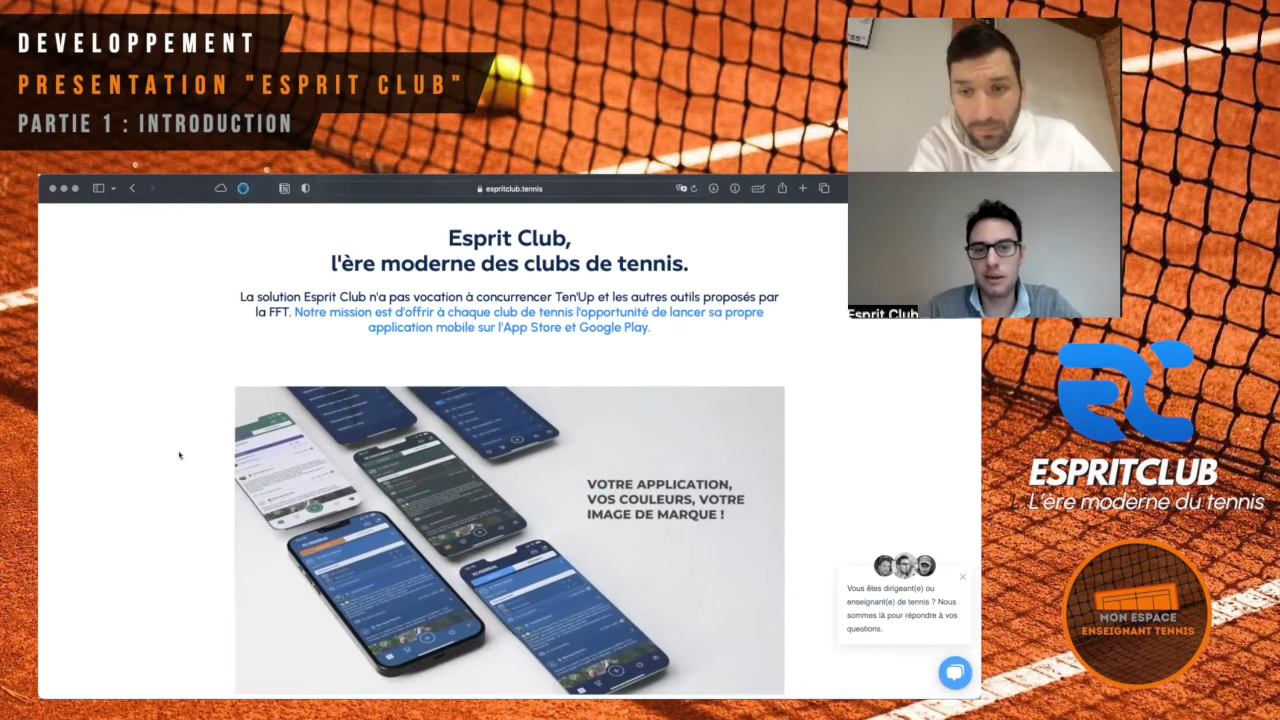 DEVELOPPEMENT
PRESENTATION "ESPRIT CLUB"
PARTIE 1 : INTRODUCTION
espritclub.tennis
Esprit Club,
l'ère moderne des clubs de tennis.
La solution Esprit Club n'a pas vocation à concurrencer Ten'Up et les autres outils proposés par
la FFT. Notre mission est d'offrir à chaque club de tennis l'opportunité de lancer sa propre
application mobile sur l'App Store et Google Play.
VOTRE APPLICATION,
VOS COULEURS, VOTRE
IMAGE DE MARQUE !
Vous êtes dirigeant(e) ou
enseignant(e) de tennis ? Nous
sommes là pour répondre à vos
questions.
Esprit Club
ESPRITCLUB
L'ère moderne du tennis
MON ESPACE
ENSEIGNANT TENNIS